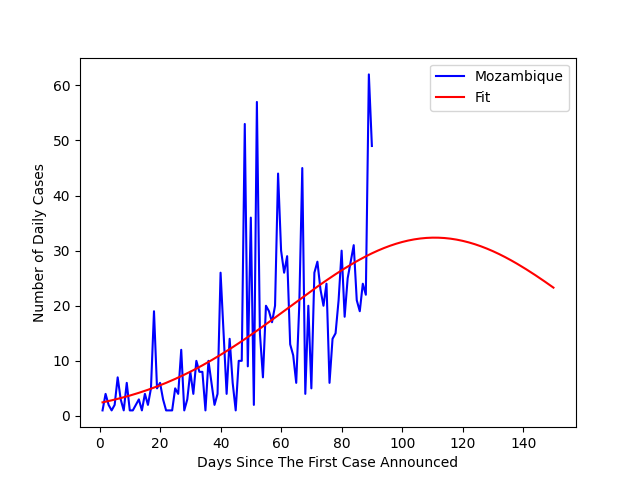 Mozambique
Fit
Number of Daily Cases
60
50
40
30
20
10
0
0 20 40 60 80 100 120 140
Days Since The First Case Announced